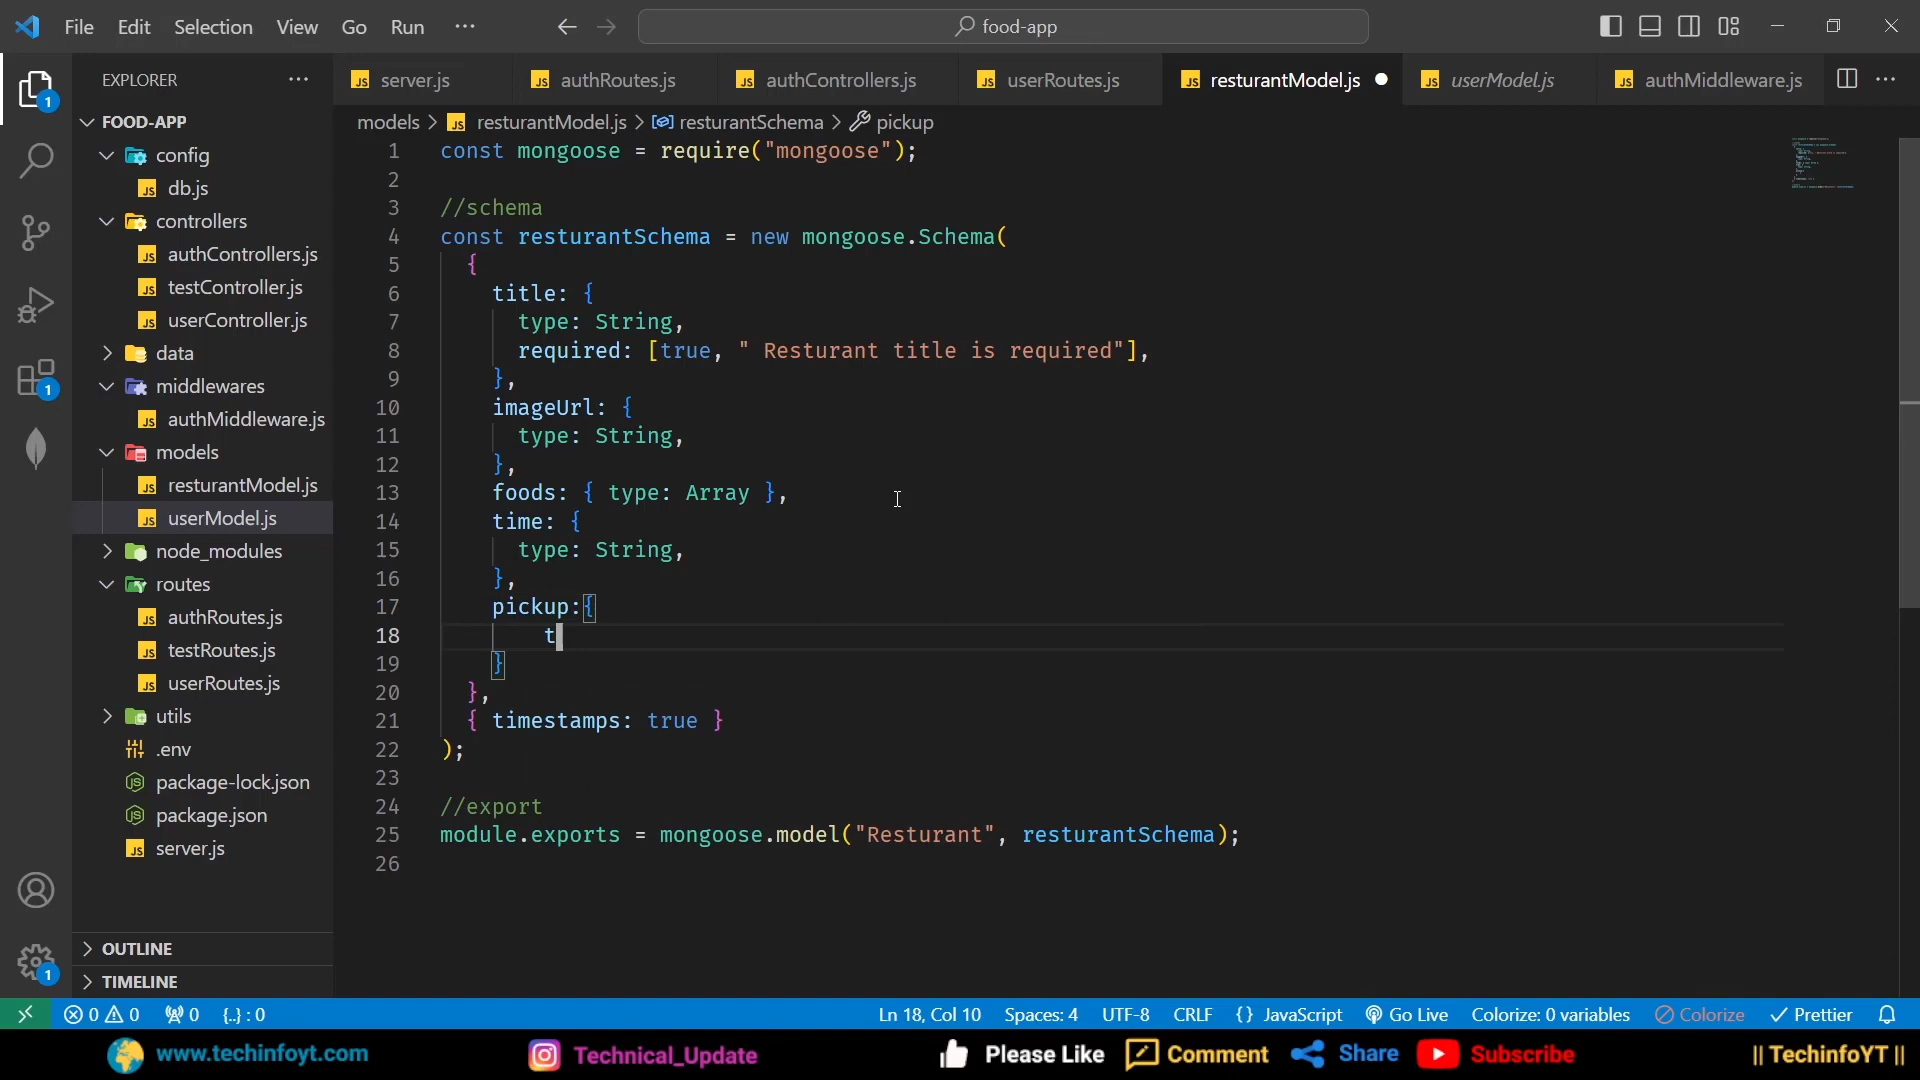 File Edit Selection View Go Run ··· food-app
EXPLORER ···
server.js authRoutes.js authControllers.js userRoutes.js resturantModel.js userModel.js authMiddleware.js
models > resturantModel.js > resturantSchema > pickup
FOOD-APP
config
db.js
controllers
authControllers.js
testController.js
userController.js
data
middlewares
authMiddleware.js
models
resturantModel.js
userModel.js
node_modules
routes
authRoutes.js
testRoutes.js
userRoutes.js
utils
.env
package-lock.json
package.json
server.js
OUTLINE
TIMELINE
1
1
1
1 const mongoose = require("mongoose");
2
3 //schema
4 const resturantSchema = new mongoose.Schema(
5 {
6 title: {
7 type: String,
8 required: [true, " Resturant title is required"],
9 },
10 imageUrl: {
11 type: String,
12 },
13 foods: { type: Array },
14 time: {
15 type: String,
16 },
17 pickup:{
18 t
19 }
20 },
21 { timestamps: true }
22 );
23
24 //export
25 module.exports = mongoose.model("Resturant", resturantSchema);
26
0 0 0 {..} : 0 Ln 18, Col 10 Spaces: 4 UTF-8 CRLF {} JavaScript Go Live Colorize: 0 variables Colorize Prettier
www.techinfoyt.com Technical_Update Please Like Comment Share Subscribe || TechinfoYT ||